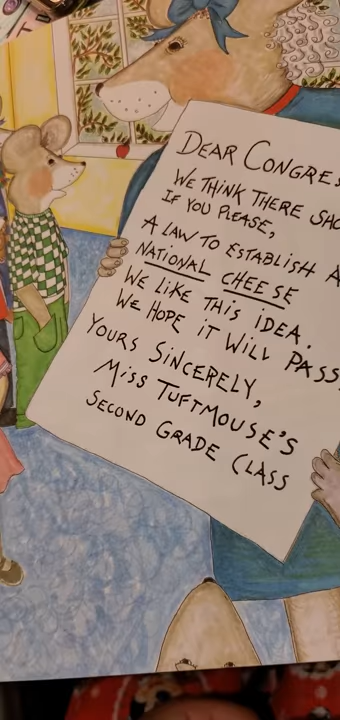 DEAR CONGRES
WE THINK THERE SHO
IF YOU PLEASE,
A LAW TO ESTABLISH A
NATIONAL CHEESE
WE LIKE THIS IDEA.
WE HOPE IT WILL PASS
YOURS SINCERELY,
MISS TUFTMOUSE'S
SECOND GRADE CLASS